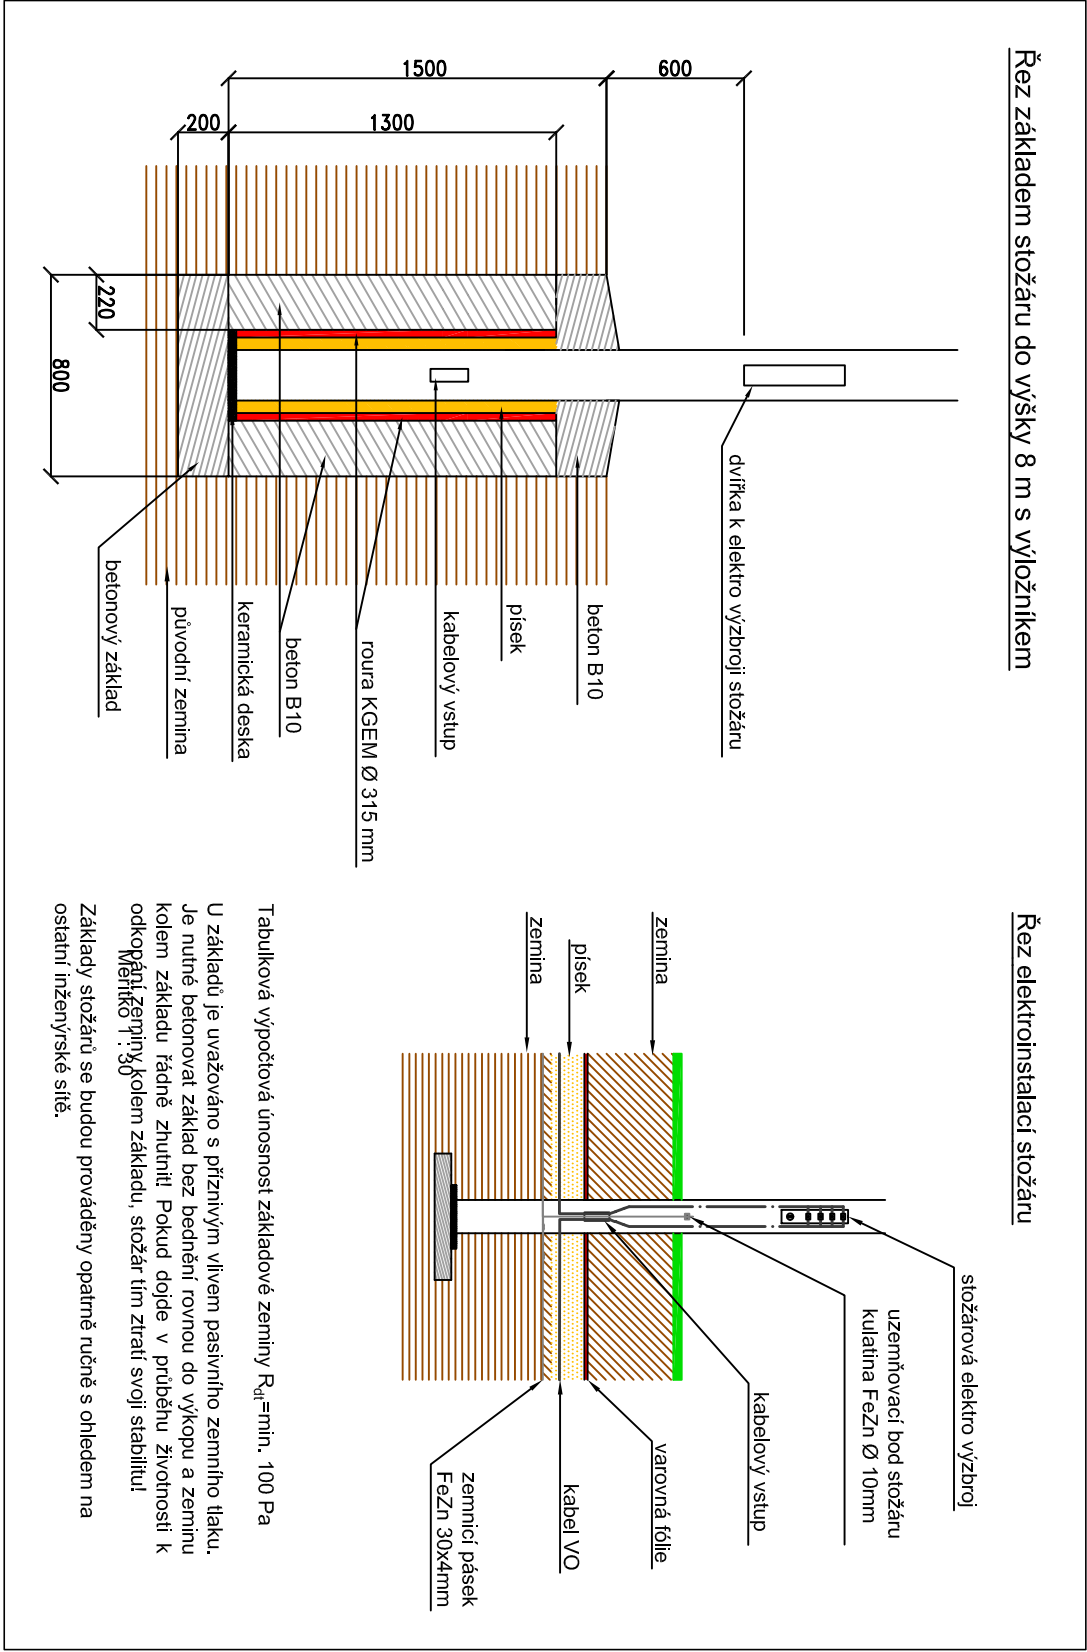 Řez základem stožáru do výšky 8 m s výložníkem
600
1500
1300
200
220
800
dvířka k elektro výzbroji stožáru
beton B10
písek
kabelový vstup
roura KGEM Ø 315 mm
beton B10
keramická deska
původní zemina
betonový základ
Řez elektroinstalací stožáru
stožárová elektro výzbroj
uzemňovací bod stožáru
kulatina FeZn Ø 10mm
kabelový vstup
varovná fólie
kabel VO
zemnicí pásek
FeZn 30x4mm
zemina
písek
zemina
Tabulková výpočtová únosnost základové zeminy Rdt=min. 100 Pa
U základů je uvažováno s příznivým vlivem pasivního zemního tlaku.
Je nutné betonovat základ bez bednění rovnou do výkopu a zeminu
kolem základu řádně zhutnit! Pokud dojde v průběhu životnosti k
odkopání zeminy kolem základu, stožár tím ztratí svoji stabilitu!
Měřítko 1 : 30
Základy stožárů se budou prováděny opatrně ručně s ohledem na
ostatní inženýrské sítě.